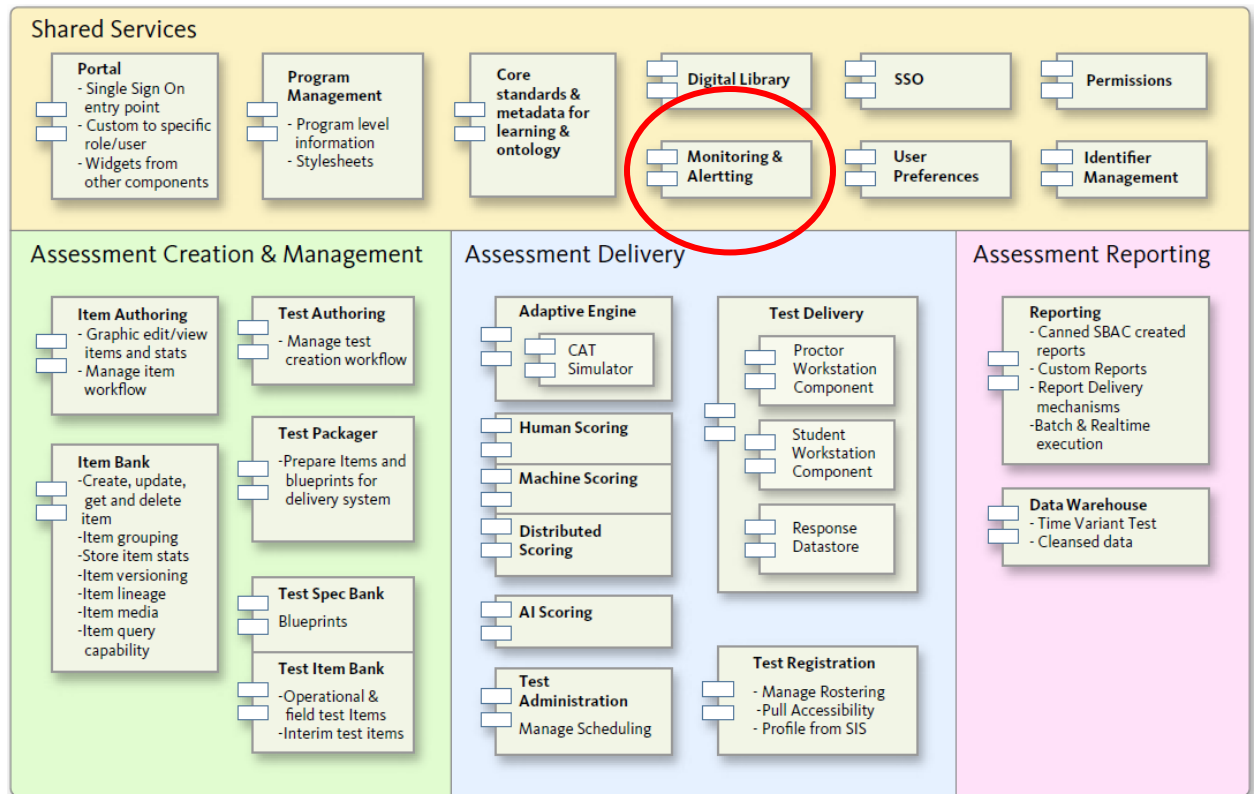 Shared Services
Portal
- Single Sign On
entry point
- Custom to specific
role/user
- Widgets from
other components
Program
Management
- Program level
information
- Stylesheets
Core
standards &
metadata for
learning &
ontology
Digital Library
SSO
Permissions
Monitoring &
Alertting
User
Preferences
Identifier
Management
Assessment Creation & Management
Item Authoring
- Graphic edit/view
items and stats
- Manage item
workflow
Test Authoring
- Manage test
creation workflow
Item Bank
-Create, update,
get and delete
item
-Item grouping
-Store item stats
-Item versioning
-Item lineage
-Item media
-Item query
capability
Test Packager
-Prepare Items and
blueprints for
delivery system
Test Spec Bank
Blueprints
Test Item Bank
-Operational &
field test Items
-Interim test items
Assessment Delivery
Adaptive Engine
CAT
Simulator
Human Scoring
Machine Scoring
Distributed
Scoring
AI Scoring
Test
Administration
Manage Scheduling
Test Delivery
Proctor
Workstation
Component
Student
Workstation
Component
Response
Datastore
Test Registration
- Manage Rostering
-Pull Accessibility
- Profile from SIS
Assessment Reporting
Reporting
- Canned SBAC created
reports
- Custom Reports
- Report Delivery
mechanisms
-Batch & Realtime
execution
Data Warehouse
- Time Variant Test
- Cleansed data